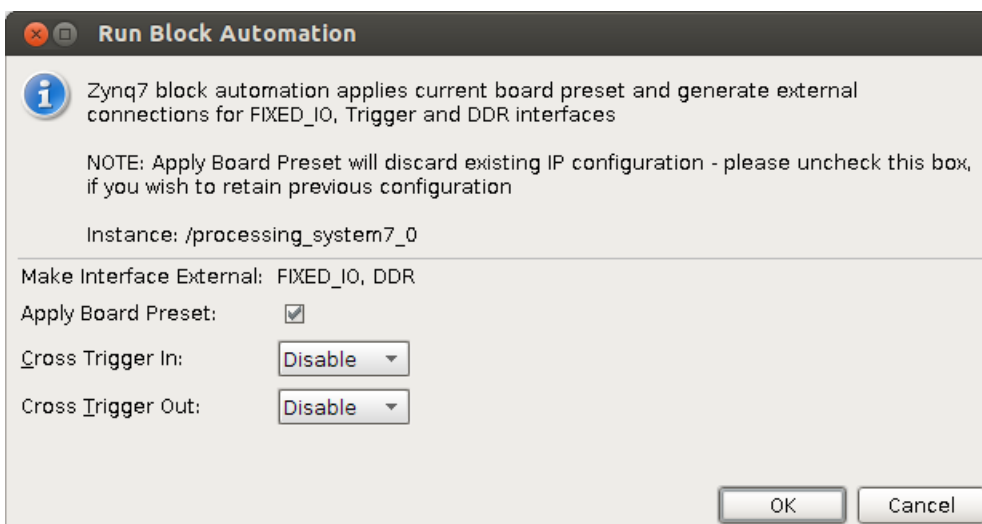 Run Block Automation
Zynq7 block automation applies current board preset and generate external
connections for FIXED_IO, Trigger and DDR interfaces
NOTE: Apply Board Preset will discard existing IP configuration - please uncheck this box,
if you wish to retain previous configuration
Instance: /processing_system7_0
Make Interface External: FIXED_IO, DDR
Apply Board Preset:
Cross Trigger In: Disable
Cross Trigger Out: Disable
OK Cancel